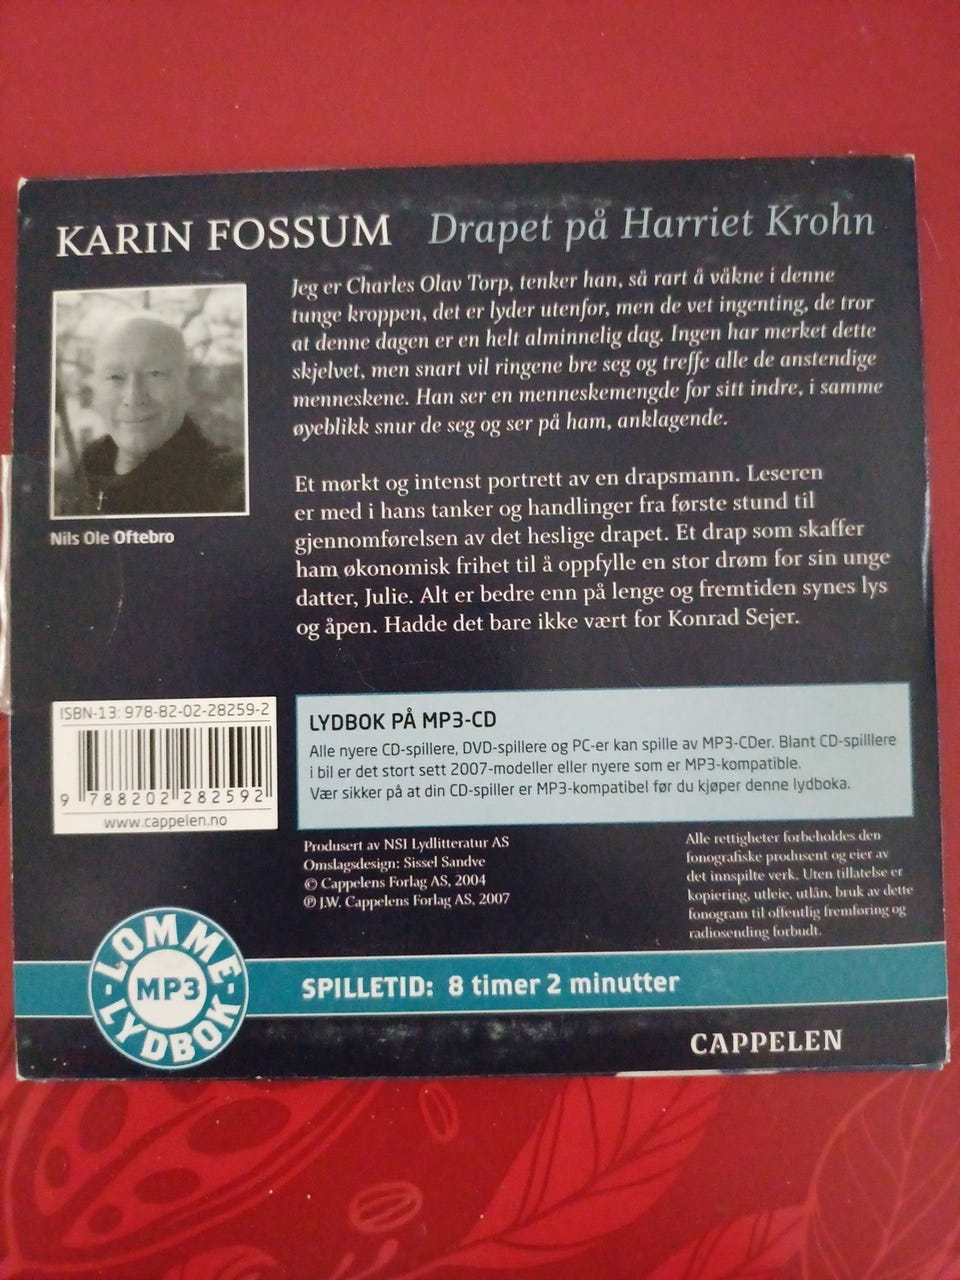 KARIN FOSSUM Drapet på Harriet Krohn
Jeg er Charles Olav Torp, tenker han, så rart å våkne i denne
tunge kroppen, det er lyder utenfor, men de vet ingenting, de tror
at denne dagen er en helt alminnelig dag. Ingen har merket dette
skjelvet, men snart vil ringene bre seg og treffe alle de anstendige
menneskene. Han ser en menneskemengde for sitt indre, i samme
øyeblikk snur de seg og ser på ham, anklagende.
Nils Ole Oftebro
Et mørkt og intenst portrett av en drapsmann. Leseren
er med i hans tanker og handlinger fra første stund til
gjennomførelsen av det heslige drapet. Et drap som skaffer
ham økonomisk frihet til å oppfylle en stor drøm for sin unge
datter, Julie. Alt er bedre enn på lenge og fremtiden synes lys
og åpen. Hadde det bare ikke vært for Konrad Sejer.
ISBN-13: 978-82-02-28259-2
9 788202 282592
www.cappelen.no
LYDBOK PÅ MP3-CD
Alle nyere CD-spillere, DVD-spillere og PC-er kan spille av MP3-CDer. Blant CD-spilllere
i bil er det stort sett 2007-modeller eller nyere som er MP3-kompatible.
Vær sikker på at din CD-spiller er MP3-kompatibel før du kjøper denne lydboka.
Produsert av NSI Lydlitteratur AS
Omslagsdesign: Sissel Sandve
© Cappelens Forlag AS, 2004
℗ J.W. Cappelens Forlag AS, 2007
Alle rettigheter forbeholdes den
fonografiske produsent og eier av
det innspilte verk. Uten tillatelse er
kopiering, utleie, utlån, bruk av dette
fonogram til offentlig fremføring og
radiosending forbudt.
LOMME-
MP3
-LYDBOK
SPILLETID: 8 timer 2 minutter
CAPPELEN